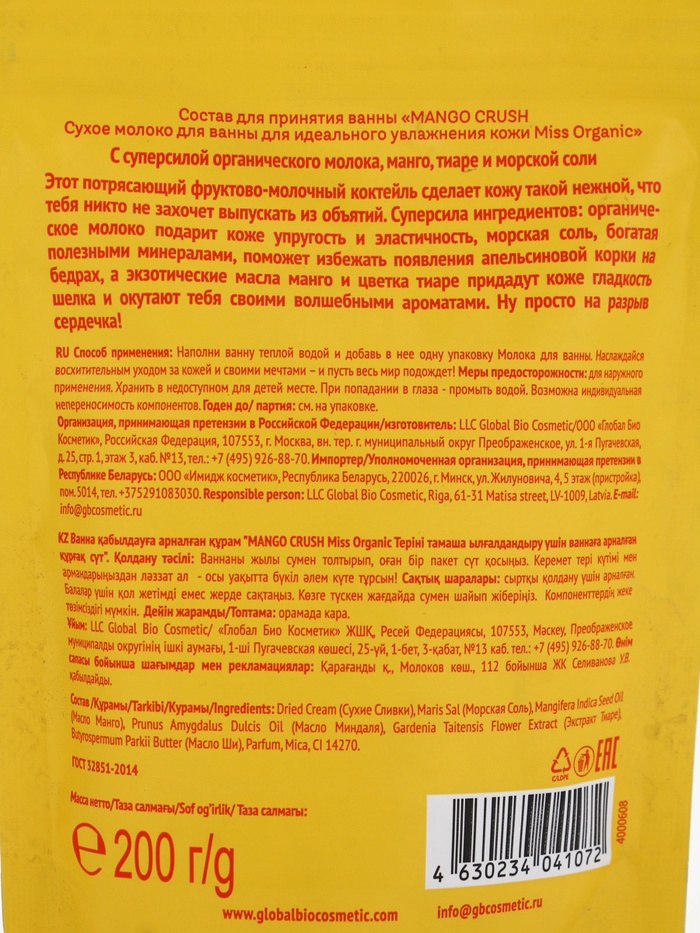 Состав для принятия ванны «MANGO CRUSH
Сухое молоко для ванны для идеального увлажнения кожи Miss Organic»
С суперсилой органического молока, манго, тиаре и морской соли
Этот потрясающий фруктово-молочный коктейль сделает кожу такой нежной, что
тебя никто не захочет выпускать из объятий. Суперсила ингредиентов: органиче-
ское молоко подарит коже упругость и эластичность, морская соль, богатая
полезными минералами, поможет избежать появления апельсиновой корки на
бедрах, а экзотические масла манго и цветка тиаре придадут коже гладкость
шелка и окутают тебя своими волшебными ароматами. Ну просто на разрыв
сердечка!
RU Способ применения: Наполни ванну теплой водой и добавь в нее одну упаковку Молока для ванны. Наслаждайся
восхитительным уходом за кожей и своими мечтами – и пусть весь мир подождет! Меры предосторожности: для наружного
применения. Хранить в недоступном для детей месте. При попадании в глаза - промыть водой. Возможна индивидуальная
непереносимость компонентов. Годен до/ партия: см. на упаковке.
Организация, принимающая претензии в Российской Федерации/изготовитель: LLC Global Bio Cosmetic/ООО «Глобал Био
Косметик», Российская Федерация, 107553, г. Москва, вн. тер. г. муниципальный округ Преображенское, ул. 1-я Пугачевская,
д. 25, стр. 1, этаж 3, каб. №13, тел.: +7 (495) 926-88-70. Импортер/Уполномоченная организация, принимающая претензии в
Республике Беларусь: ООО «Имидж косметик», Республика Беларусь, 220026, г. Минск, ул. Жилуновича, 4, 5 этаж (пристройка),
пом. 5014, тел. +375291083030. Responsible person: LLC Global Bio Cosmetic, Riga, 61-31 Matisa street, LV-1009, Latvia. E-mail:
info@gbcosmetic.ru
KZ Ванна қабылдауға арналған құрам "MANGO CRUSH Miss Organic Теріні тамаша ылғалдандыру үшін ваннаға арналған
құрғақ сүт". Қолдану тәсілі: Ваннаны жылы сумен толтырып, оған бір пакет сүт қосыңыз. Керемет тері күтімі мен
армандарыңыздан ләззат ал - осы уақытта бүкіл әлем күте тұрсын! Сақтық шаралары: сыртқы қолдану үшін арналған.
Балалар үшін қол жетімді емес жерде сақтаңыз. Көзге түскен жағдайда сумен шайып жіберіңіз. Компоненттердің жеке
төзімсіздігі мүмкін. Дейін жарамды/Топтама: орамада кара.
Ұйым: LLC Global Bio Cosmetic/ «Глобал Био Косметик» ЖШҚ, Ресей Федерациясы, 107553, Мәскеу, Преображенское
муниципалды округінің ішкі аумағы, 1-ші Пугачевская көшесі, 25-үй, 1-бет, 3-қабат, №13 каб. тел.: +7 (495) 926-88-70. Өнім
сапасы бойынша шағымдар мен рекламациялар: Қарағанды қ., Молоков көш., 112 бойынша ЖК Селиванова У.В.
қабылдайды.
Состав/Құрамы/Tarkibi/Курамы/Ingredients: Dried Cream (Сухие Сливки), Maris Sal (Морская Соль), Mangifera Indica Seed Oil
(Масло Манго), Prunus Amygdalus Dulcis Oil (Масло Миндаля), Gardenia Taitensis Flower Extract (Экстракт Тиаре),
Butyrospermum Parkii Butter (Масло Ши), Parfum, Mica, CI 14270.
ГОСТ 32851-2014
C/LDPE
EAC
Масса нетто/Таза салмағы/Sof og'irlik/ Таза салмагы:
℮ 200 г/g
4000608
4 630234 041072
www.globalbiocosmetic.com
info@gbcosmetic.ru